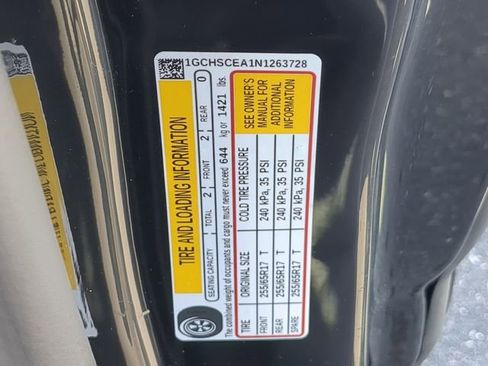 1GCHSCEA1N1263728
TIRE AND LOADING INFORMATION
SEATING CAPACITY TOTAL 2 FRONT 2 REAR 0
The combined weight of occupants and cargo must never exceed 644 kg or 1421 lbs.
TIRE ORIGINAL SIZE COLD TIRE PRESSURE
FRONT 255/65R17 T 240 kPa, 35 PSI
REAR 255/65R17 T 240 kPa, 35 PSI
SPARE 255/65R17 T 240 kPa, 35 PSI
SEE OWNER'S
MANUAL FOR
ADDITIONAL
INFORMATION